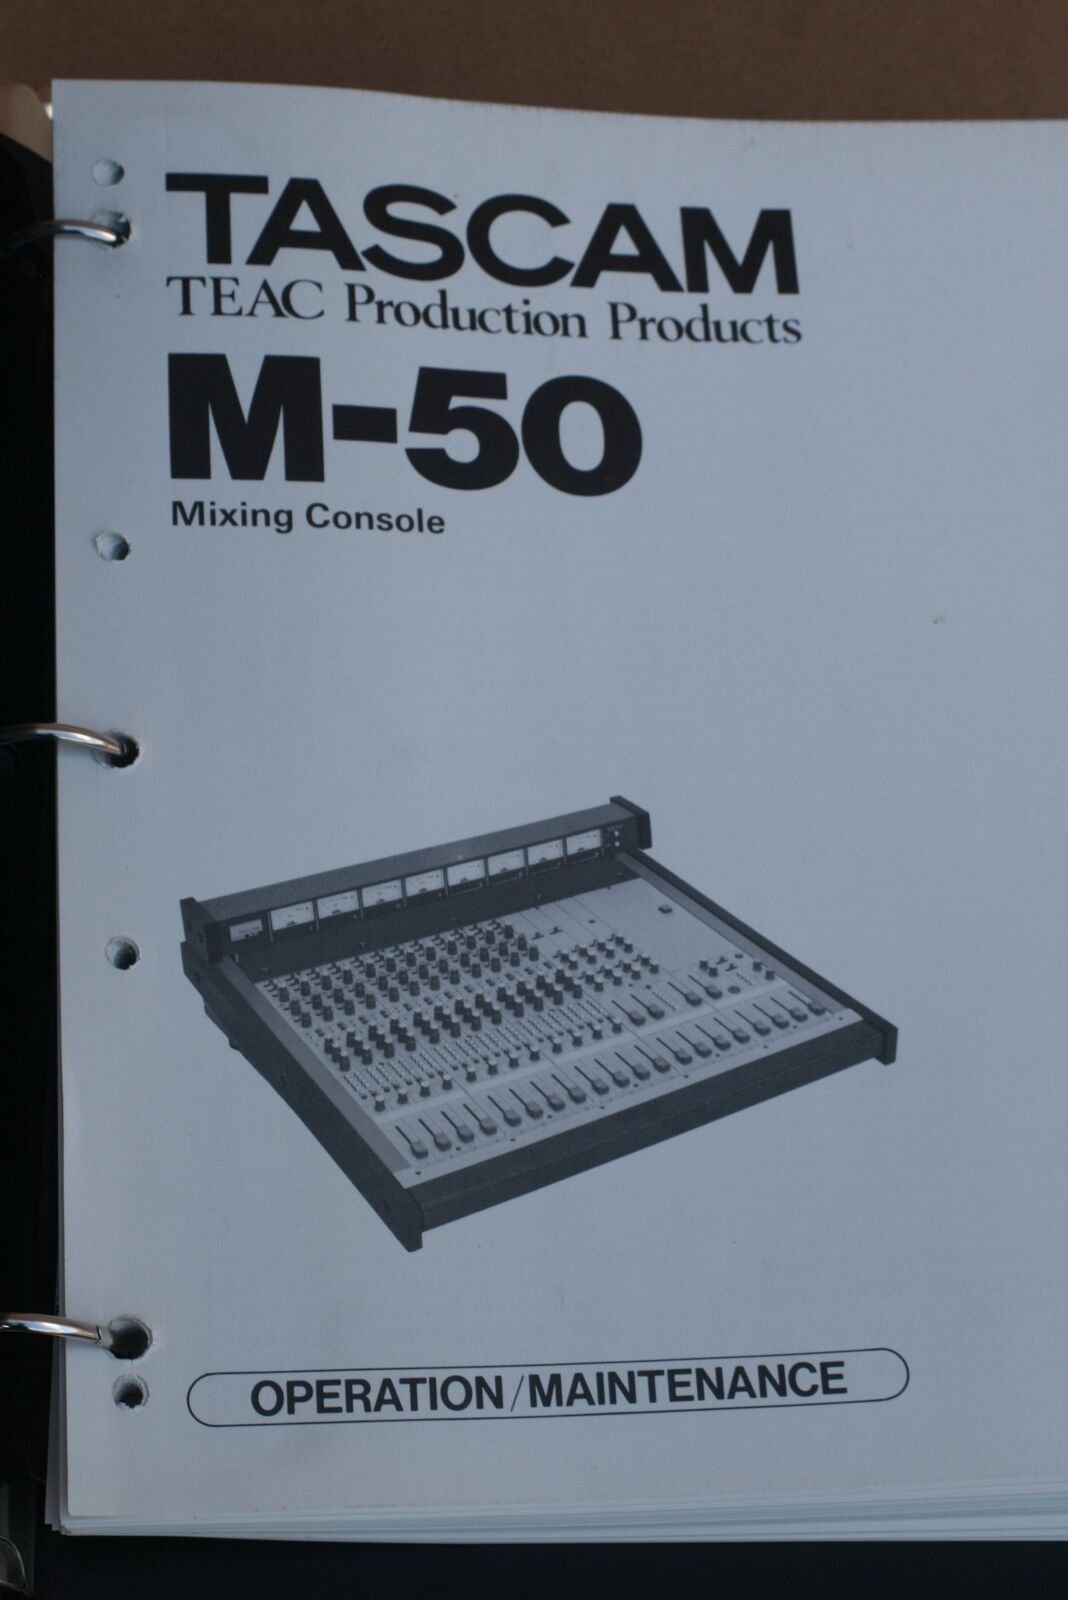 TASCAM
TEAC Production Products
M-50
Mixing Console
OPERATION/MAINTENANCE